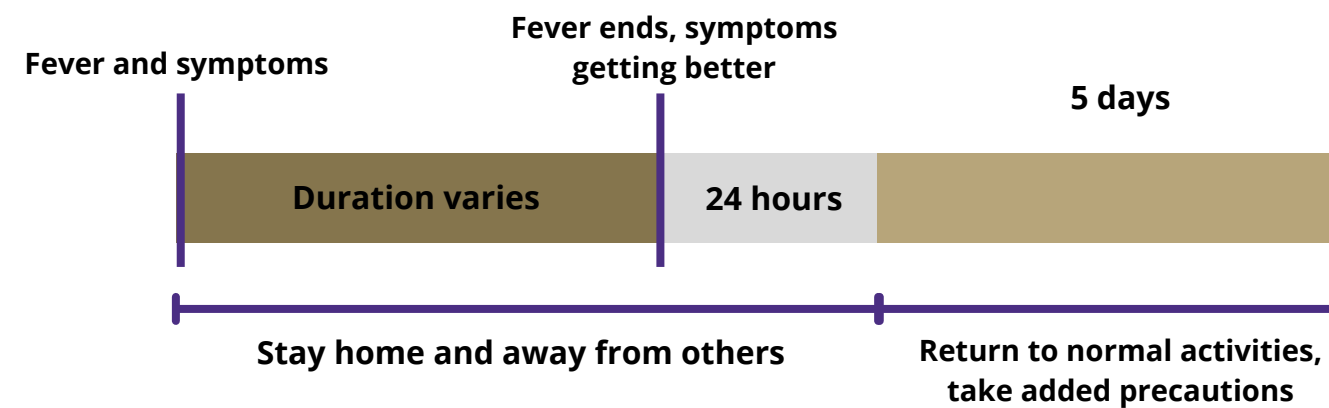 Fever and symptoms
Fever ends, symptoms
getting better
5 days
Duration varies
24 hours
Stay home and away from others
Return to normal activities,
take added precautions